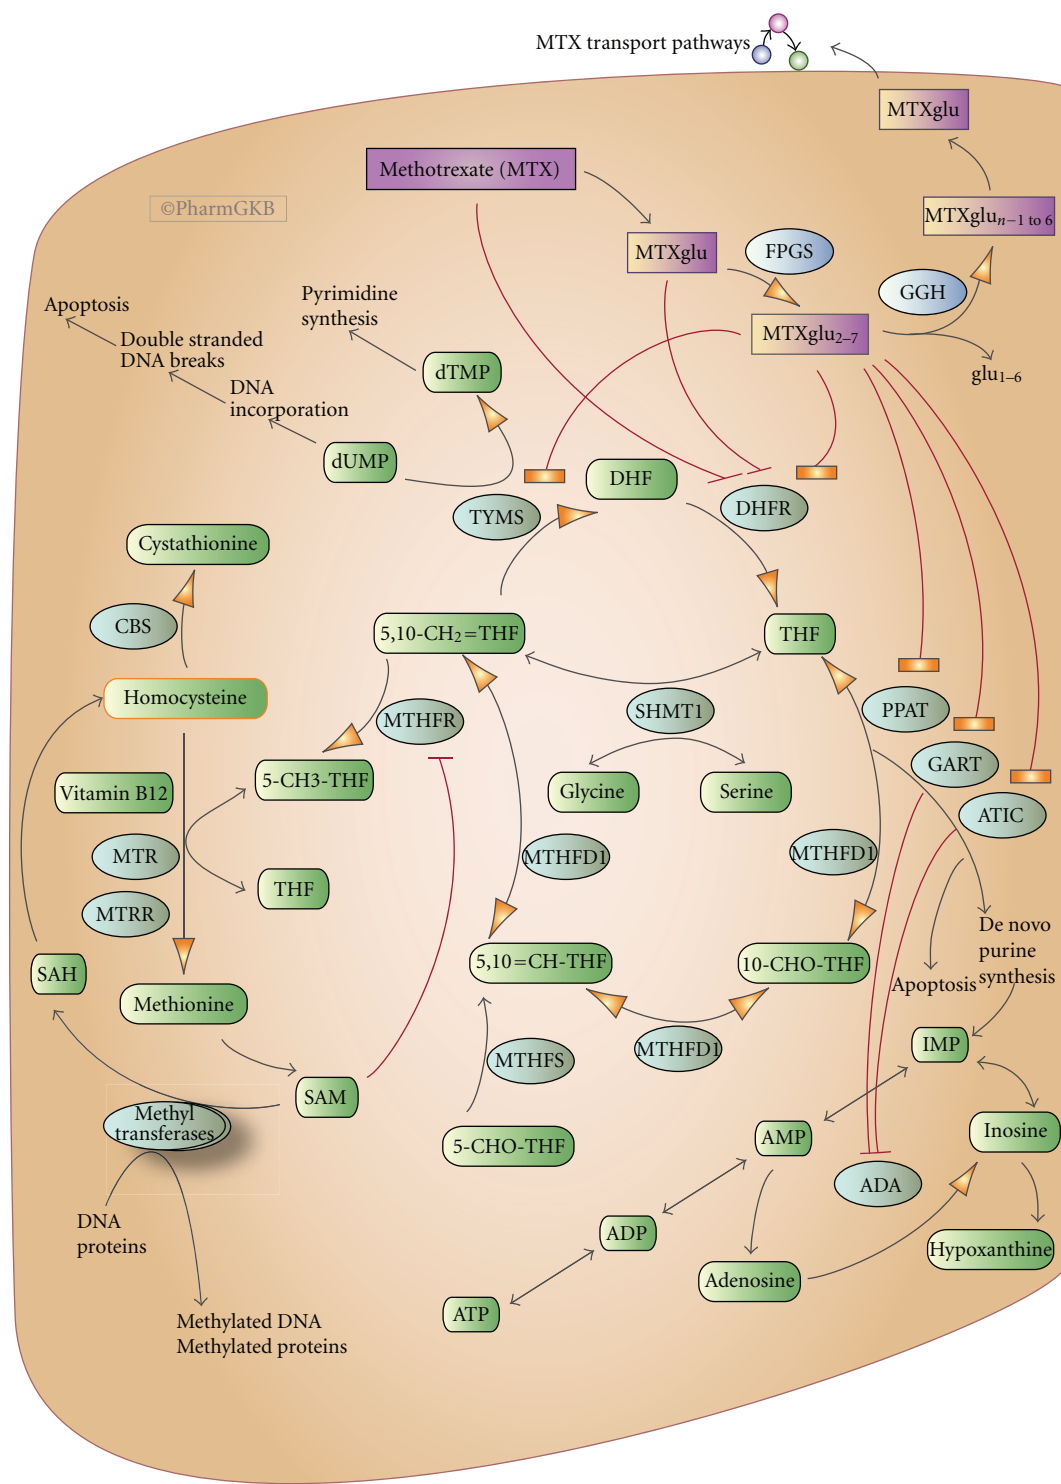 MTX transport pathways
MTXglu
Methotrexate (MTX)
©PharmGKB
MTXglun−1 to 6
MTXglu
FPGS
GGH
Pyrimidine
synthesis
Apoptosis
Double stranded
DNA breaks
MTXglu2–7
glu1–6
dTMP
DNA
incorporation
dUMP
DHF
TYMS
DHFR
Cystathionine
CBS
5,10-CH2=THF
THF
Homocysteine
MTHFR
SHMT1
PPAT
GART
5-CH3-THF
Vitamin B12
Glycine
Serine
ATIC
MTR
MTHFD1
MTHFD1
THF
MTRR
De novo
purine
synthesis
SAH
5,10=CH-THF
10-CHO-THF
Apoptosis
Methionine
IMP
MTHFS
MTHFD1
SAM
Methyl
transferases
5-CHO-THF
AMP
Inosine
ADA
DNA
proteins
ADP
Hypoxanthine
Adenosine
ATP
Methylated DNA
Methylated proteins